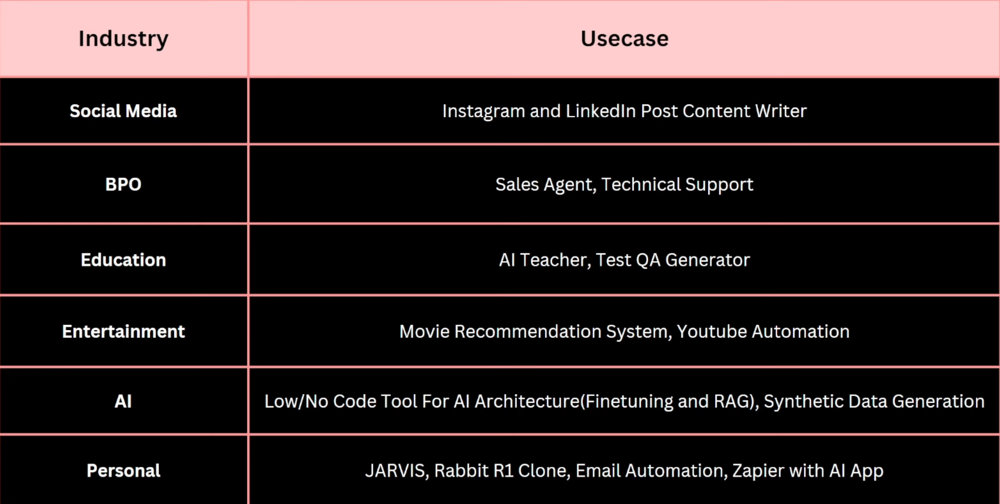 Industry
Usecase
Social Media
Instagram and LinkedIn Post Content Writer
BPO
Sales Agent, Technical Support
Education
AI Teacher, Test QA Generator
Entertainment
Movie Recommendation System, Youtube Automation
AI
Low/No Code Tool For AI Architecture(Finetuning and RAG), Synthetic Data Generation
Personal
JARVIS, Rabbit R1 Clone, Email Automation, Zapier with AI App